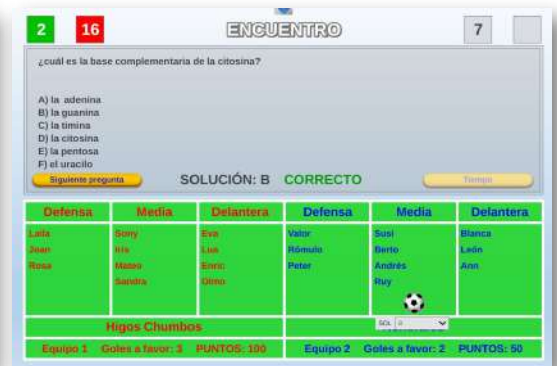 2 16 ENCUENTRO 7
¿cuál es la base complementaria de la citosina?
A) la adenina
B) la guanina
C) la timina
D) la citosina
E) la pentosa
F) el uracilo
Siguiente pregunta SOLUCIÓN: B CORRECTO Tiempo
Defensa Media Delantera Defensa Media Delantera
Laila Sony Eva Valor Susi Blanca
Jean Iris Lua Rómulo Berto León
Rosa Mateo Enric Peter Andrés Ann
Sandra Olmo Ruy
Higos Chumbos
Equipo 1 Goles a favor: 3 PUNTOS: 100 Equipo 2 Goles a favor: 2 PUNTOS: 50